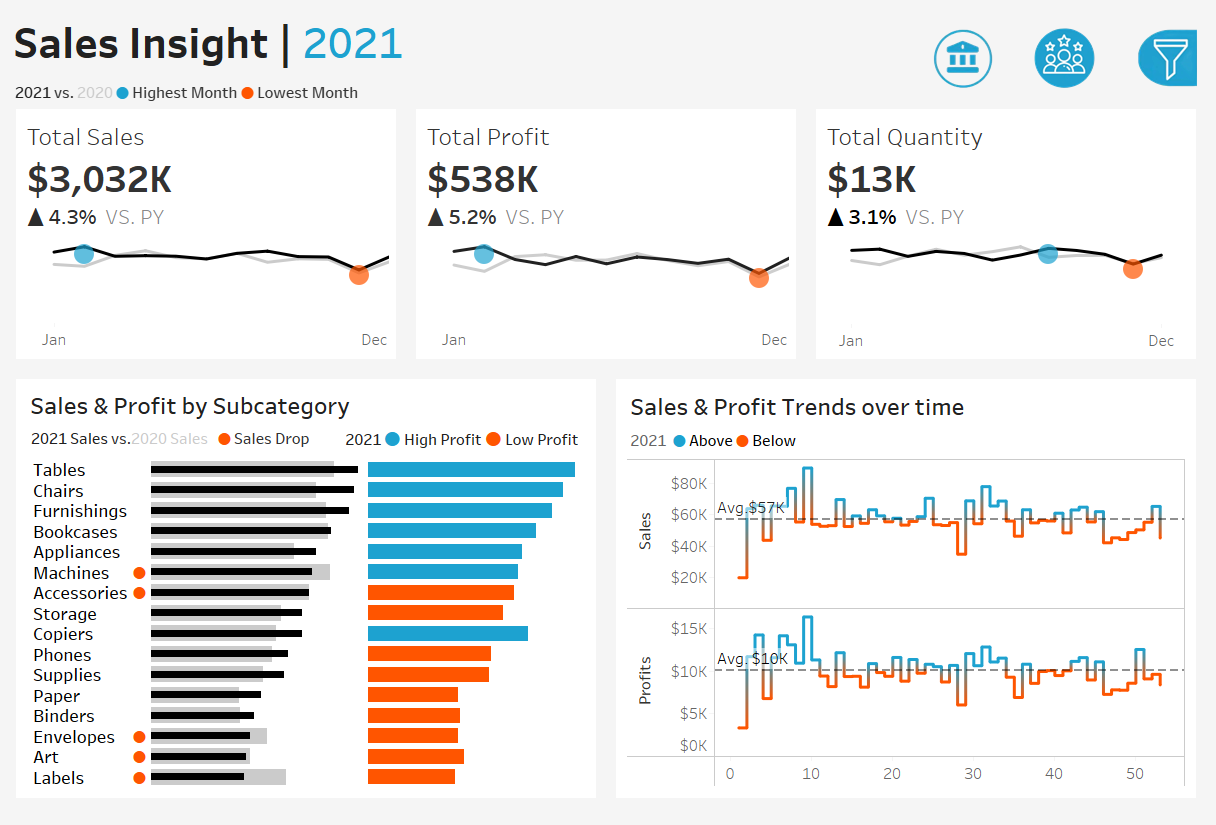 Sales Insight | 2021
2021 vs. 2020 Highest Month Lowest Month
Total Sales
$3,032K
▲ 4.3% VS. PY
Jan Dec
Total Profit
$538K
▲ 5.2% VS. PY
Jan Dec
Total Quantity
$13K
▲ 3.1% VS. PY
Jan Dec
Sales & Profit by Subcategory
2021 Sales vs.2020 Sales Sales Drop 2021 High Profit Low Profit
Tables
Chairs
Furnishings
Bookcases
Appliances
Machines
Accessories
Storage
Copiers
Phones
Supplies
Paper
Binders
Envelopes
Art
Labels
Sales & Profit Trends over time
2021 Above Below
Sales
$80K
$60K
$40K
$20K
Avg.$57K
Profits
$15K
$10K
$5K
$0K
Avg. $10K
0 10 20 30 40 50